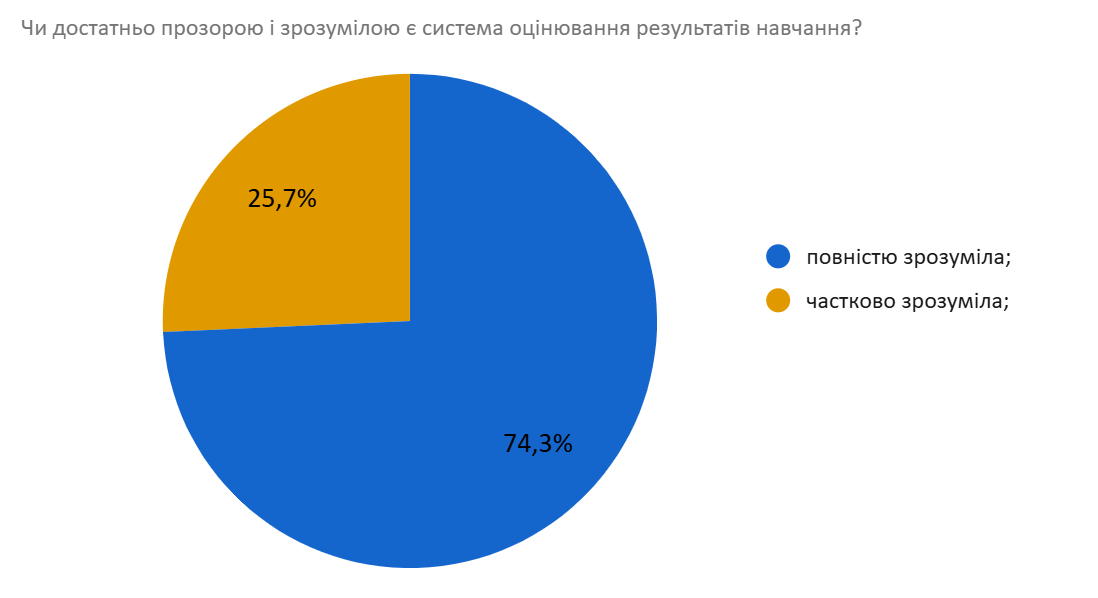 Чи достатньо прозорою і зрозумілою є система оцінювання результатів навчання?
25,7%
74,3%
повністю зрозуміла;
частково зрозуміла;